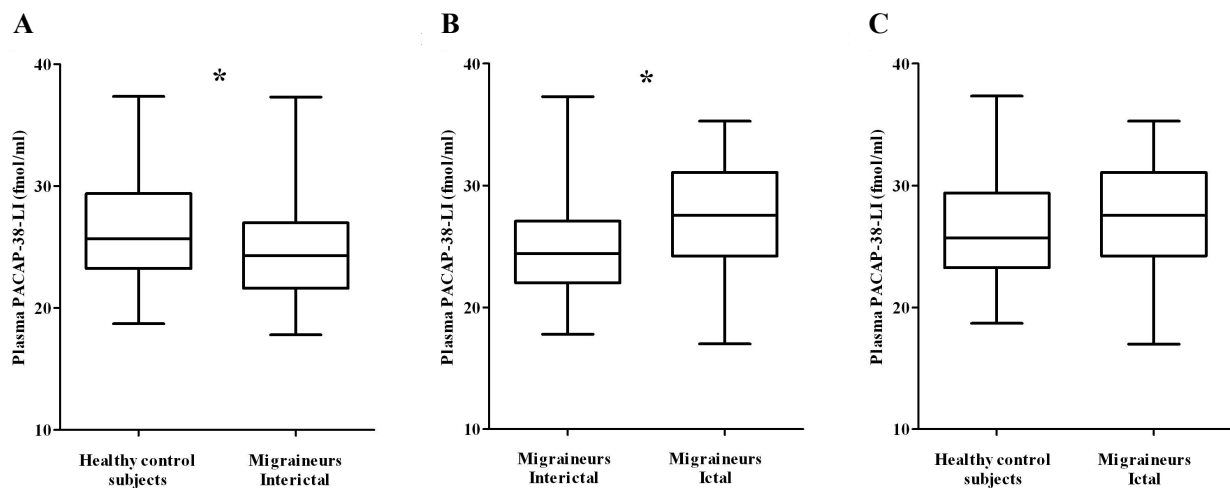 A
B
C
Plasma PACAP-38-LI (fmol/ml)
40
30
20
10
*
Healthy control
subjects
Migraineurs
Interictal
Plasma PACAP-38-LI (fmol/ml)
40
30
20
10
*
Migraineurs
Interictal
Migraineurs
Ictal
Plasma PACAP-38-LI (fmol/ml)
40
30
20
10
Healthy control
subjects
Migraineurs
Ictal